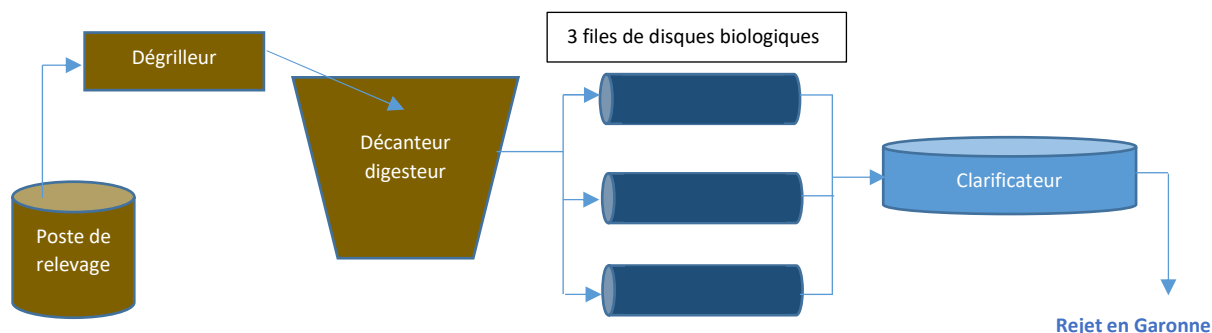 Poste de
relevage
Dégrilleur
Décanteur
digesteur
3 files de disques biologiques
Clarificateur
Rejet en Garonne